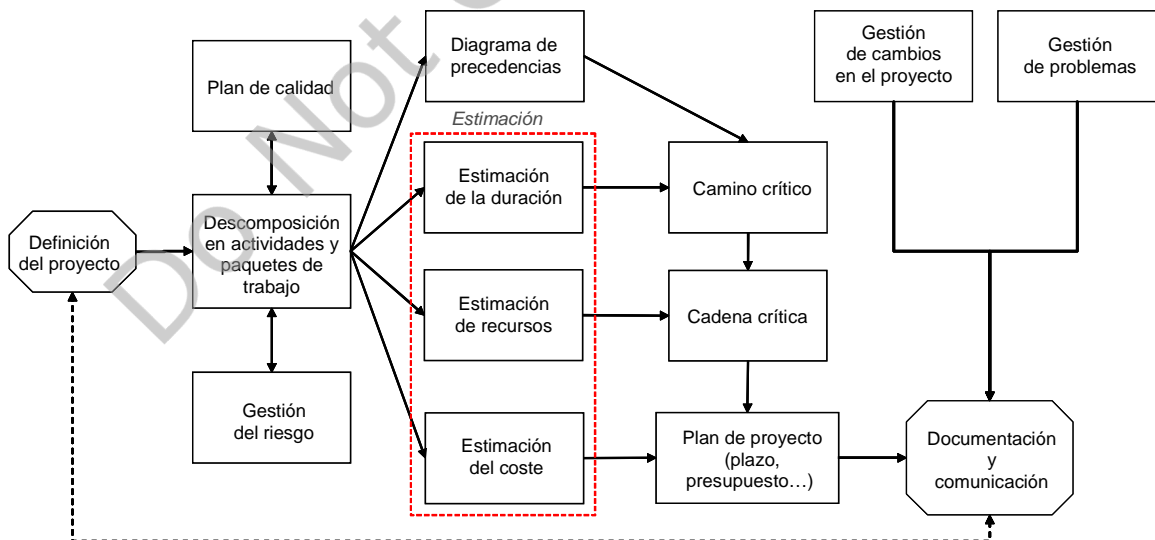 Plan de calidad
Diagrama de
precedencias
Gestión
de cambios
en el proyecto
Gestión
de problemas
Estimación
Estimación
de la duración
Camino crítico
Definición
del proyecto
Descomposición
en actividades y
paquetes de
trabajo
Estimación
de recursos
Cadena crítica
Gestión
del riesgo
Estimación
del coste
Plan de proyecto
(plazo,
presupuesto…)
Documentación
y
comunicación
Do Not